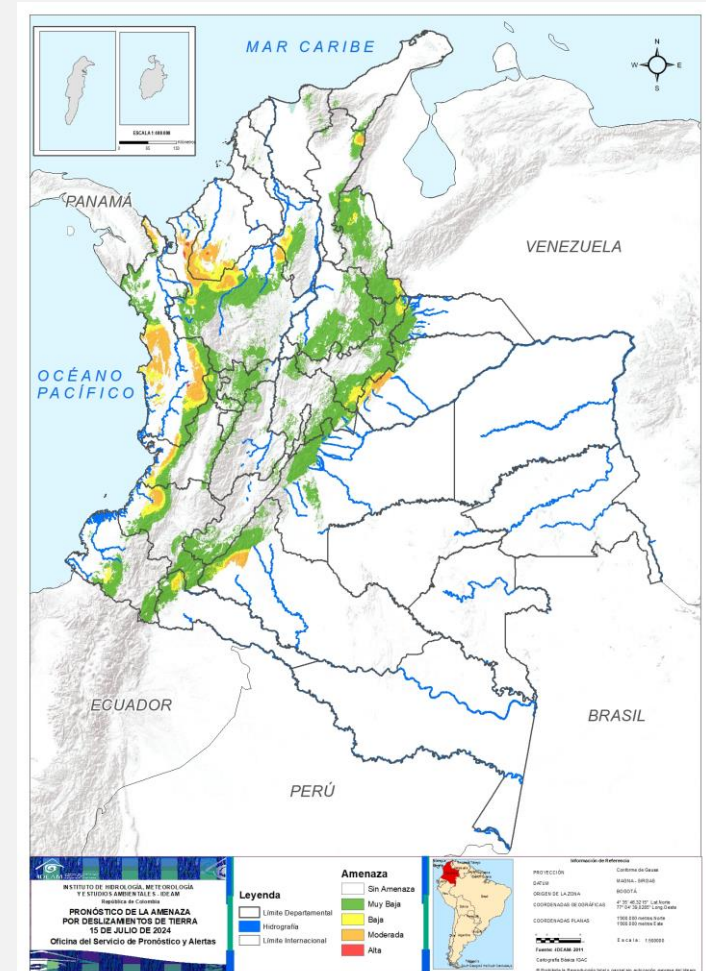 MAR CARIBE
N
W
E
S
ESCALA 1:600.000
PANAMÁ
VENEZUELA
OCÉANO
PACÍFICO
ECUADOR
BRASIL
PERÚ
IDEAM
INSTITUTO DE HIDROLOGÍA, METEOROLOGÍA
Y ESTUDIOS AMBIENTALES - IDEAM
República de Colombia
PRONÓSTICO DE LA AMENAZA
POR DESLIZAMIENTOS DE TIERRA
15 DE JULIO DE 2024
Oficina del Servicio de Pronóstico y Alertas
Leyenda
Límite Departamental
Hidrografía
Límite Internacional
Amenaza
Sin Amenaza
Muy Baja
Baja
Moderada
Alta
Información de Referencia
PROYECCIÓN Conforme de Gauss
DATUM MAGNA - SIRGAS
ORIGEN DE LA ZONA BOGOTÁ
COORDENADAS GEOGRÁFICAS
COORDENADAS PLANAS
Fuente: IDEAM 2011
Cartografía Básica IGAC